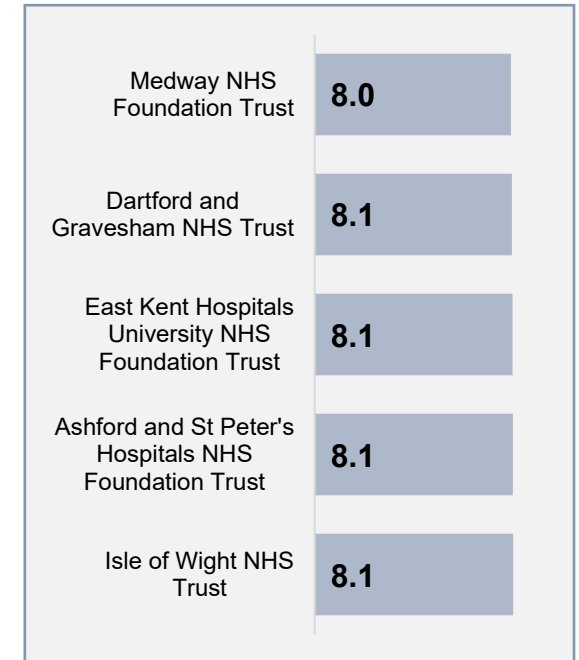 Medway NHS
Foundation Trust
8.0
Dartford and
Gravesham NHS Trust
8.1
East Kent Hospitals
University NHS
Foundation Trust
8.1
Ashford and St Peter's
Hospitals NHS
Foundation Trust
8.1
Isle of Wight NHS
Trust
8.1